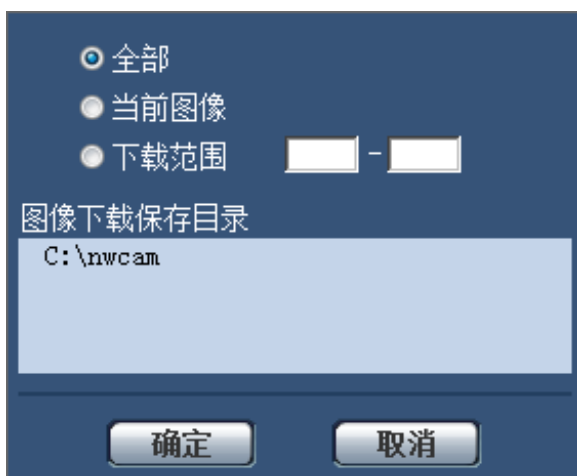 全部
当前图像
下载范围 -
图像下载保存目录
C:\nwcam
确定 取消